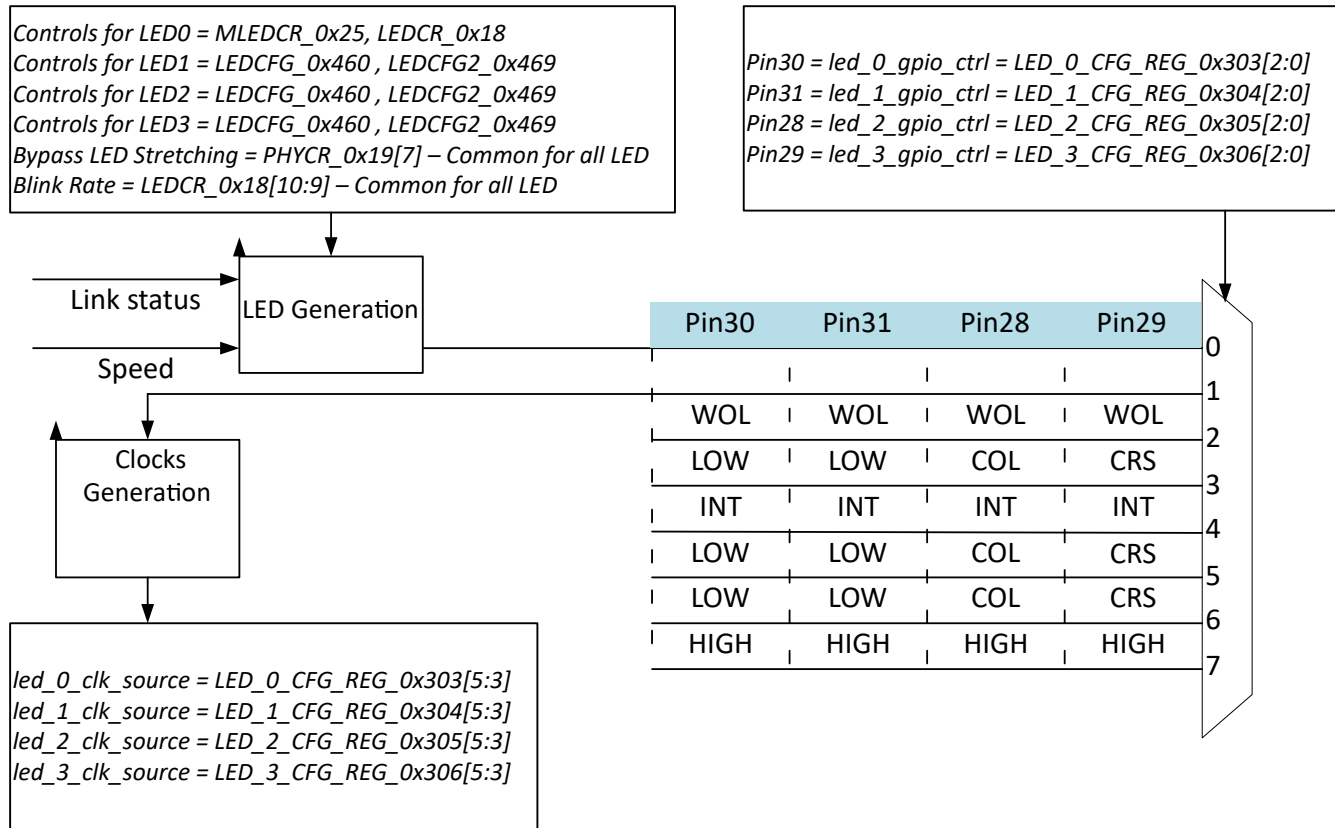 Controls for LED0 = MLEDCR_0x25, LEDCR_0x18
Controls for LED1 = LEDCFG_0x460 , LEDCFG2_0x469
Controls for LED2 = LEDCFG_0x460 , LEDCFG2_0x469
Controls for LED3 = LEDCFG_0x460 , LEDCFG2_0x469
Bypass LED Stretching = PHYCR_0x19[7] – Common for all LED
Blink Rate = LEDCR_0x18[10:9] – Common for all LED
Pin30 = led_0_gpio_ctrl = LED_0_CFG_REG_0x303[2:0]
Pin31 = led_1_gpio_ctrl = LED_1_CFG_REG_0x304[2:0]
Pin28 = led_2_gpio_ctrl = LED_2_CFG_REG_0x305[2:0]
Pin29 = led_3_gpio_ctrl = LED_3_CFG_REG_0x306[2:0]
Link status
Speed
LED Generation
Pin30 Pin31 Pin28 Pin29
0
1
WOL WOL WOL WOL
2
LOW LOW COL CRS
3
INT INT INT INT
4
LOW LOW COL CRS
5
LOW LOW COL CRS
6
HIGH HIGH HIGH HIGH
7
Clocks
Generation
led_0_clk_source = LED_0_CFG_REG_0x303[5:3]
led_1_clk_source = LED_1_CFG_REG_0x304[5:3]
led_2_clk_source = LED_2_CFG_REG_0x305[5:3]
led_3_clk_source = LED_3_CFG_REG_0x306[5:3]